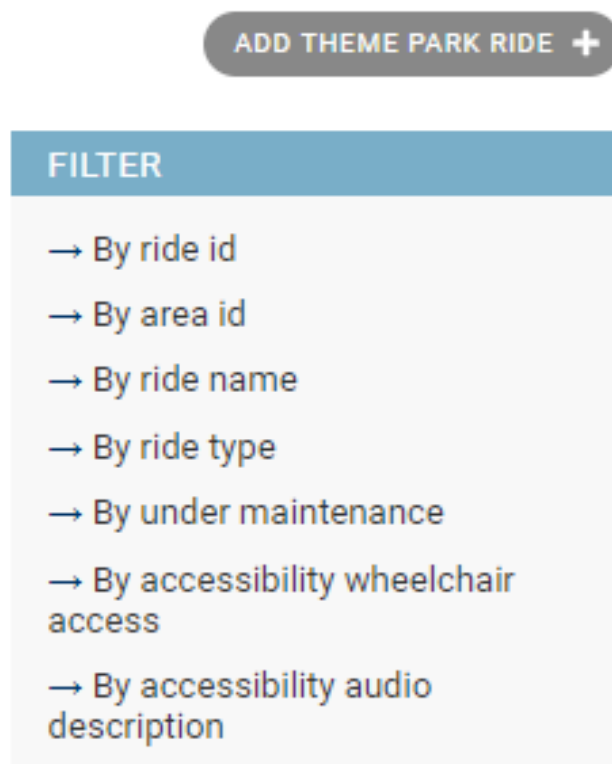 ADD THEME PARK RIDE +
FILTER
→ By ride id
→ By area id
→ By ride name
→ By ride type
→ By under maintenance
→ By accessibility wheelchair
access
→ By accessibility audio
description